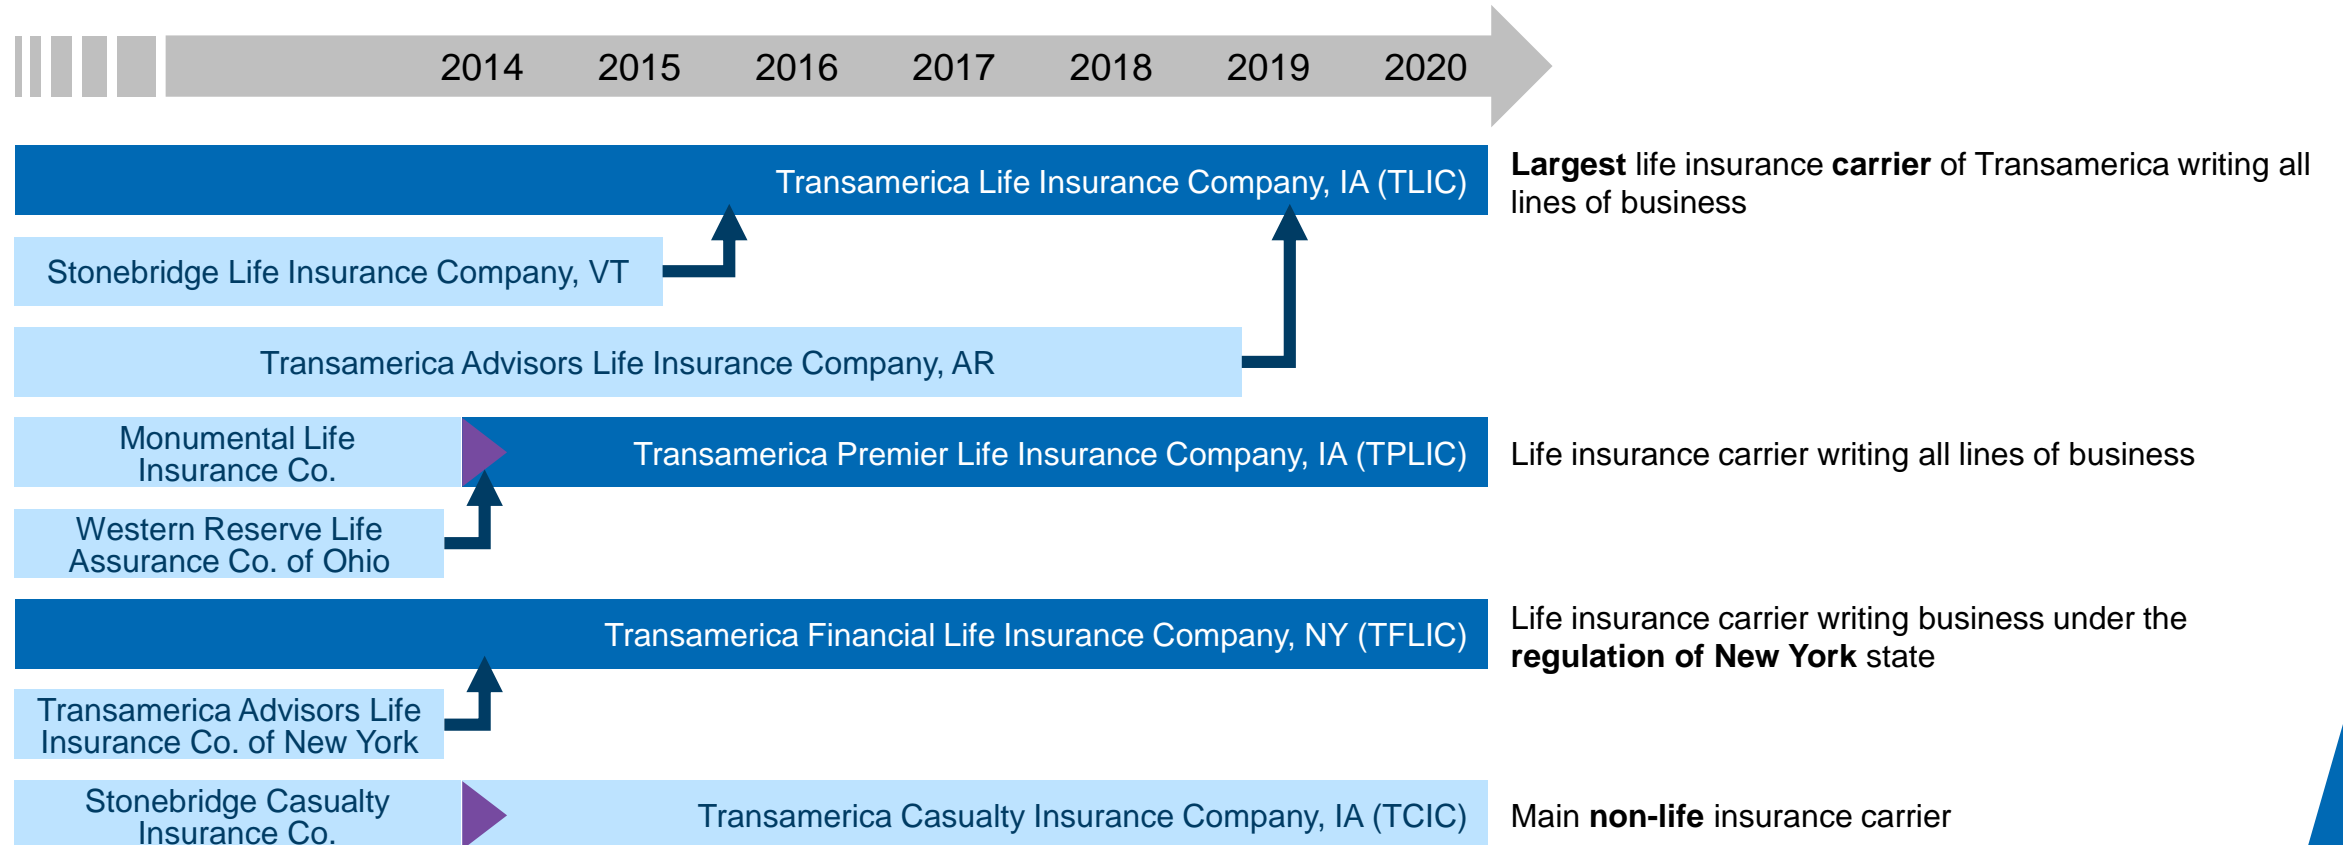 2014 2015 2016 2017 2018 2019 2020
Transamerica Life Insurance Company, IA (TLIC)
Largest life insurance carrier of Transamerica writing all
lines of business
Stonebridge Life Insurance Company, VT
Transamerica Advisors Life Insurance Company, AR
Monumental Life
Insurance Co.
Transamerica Premier Life Insurance Company, IA (TPLIC)
Life insurance carrier writing all lines of business
Western Reserve Life
Assurance Co. of Ohio
Transamerica Financial Life Insurance Company, NY (TFLIC)
Life insurance carrier writing business under the
regulation of New York state
Transamerica Advisors Life
Insurance Co. of New York
Stonebridge Casualty
Insurance Co.
Transamerica Casualty Insurance Company, IA (TCIC)
Main non-life insurance carrier